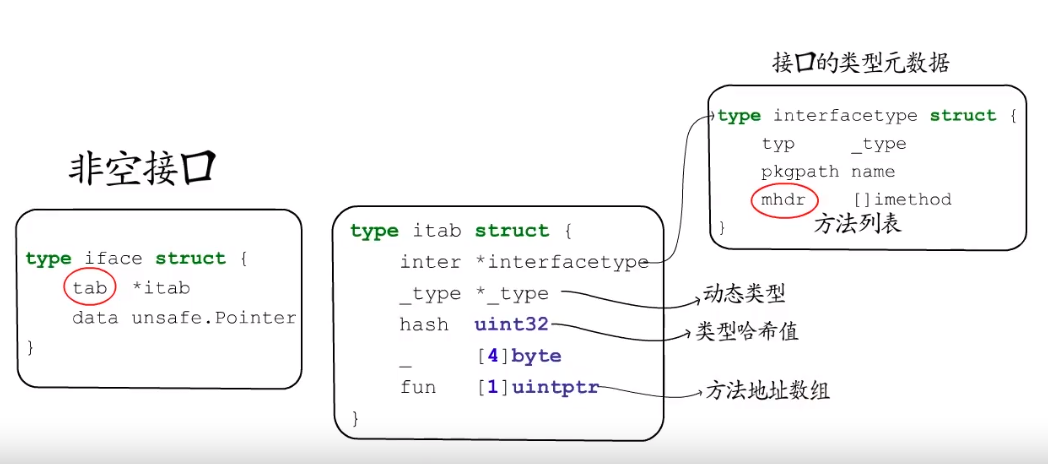 非空接口
type iface struct {
tab *itab
data unsafe.Pointer
}
type itab struct {
inter *interfacetype
_type *_type
hash uint32
_ [4]byte
fun [1]uintptr
}
动态类型
类型哈希值
方法地址数组
接口的类型元数据
type interfacetype struct {
typ _type
pkgpath name
mhdr []imethod
}
方法列表